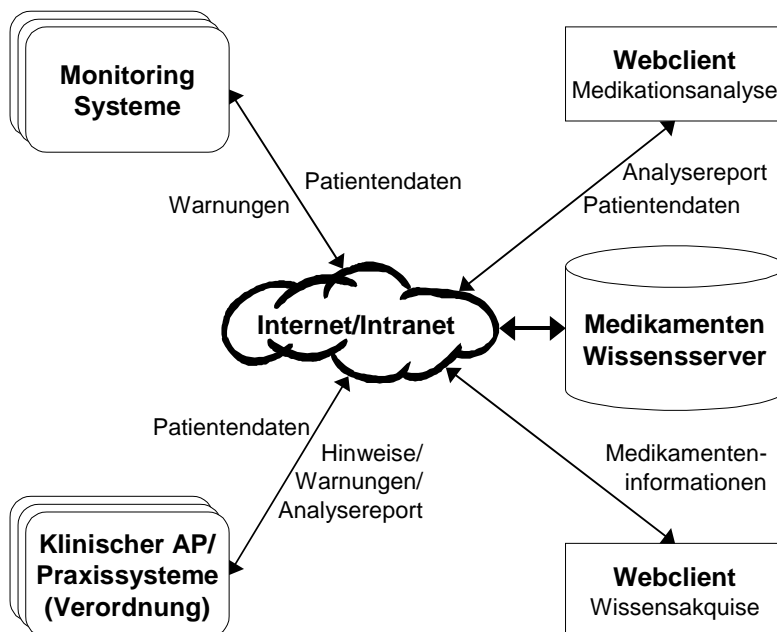 Monitoring
Systeme
Webclient
Medikationsanalyse
Warnungen
Patientendaten
Analysereport
Patientendaten
Internet/Intranet
Medikamenten
Wissensserver
Patientendaten
Hinweise/
Warnungen/
Analysereport
Medikamenten-
informationen
Klinischer AP/
Praxissysteme
(Verordnung)
Webclient
Wissensakquise